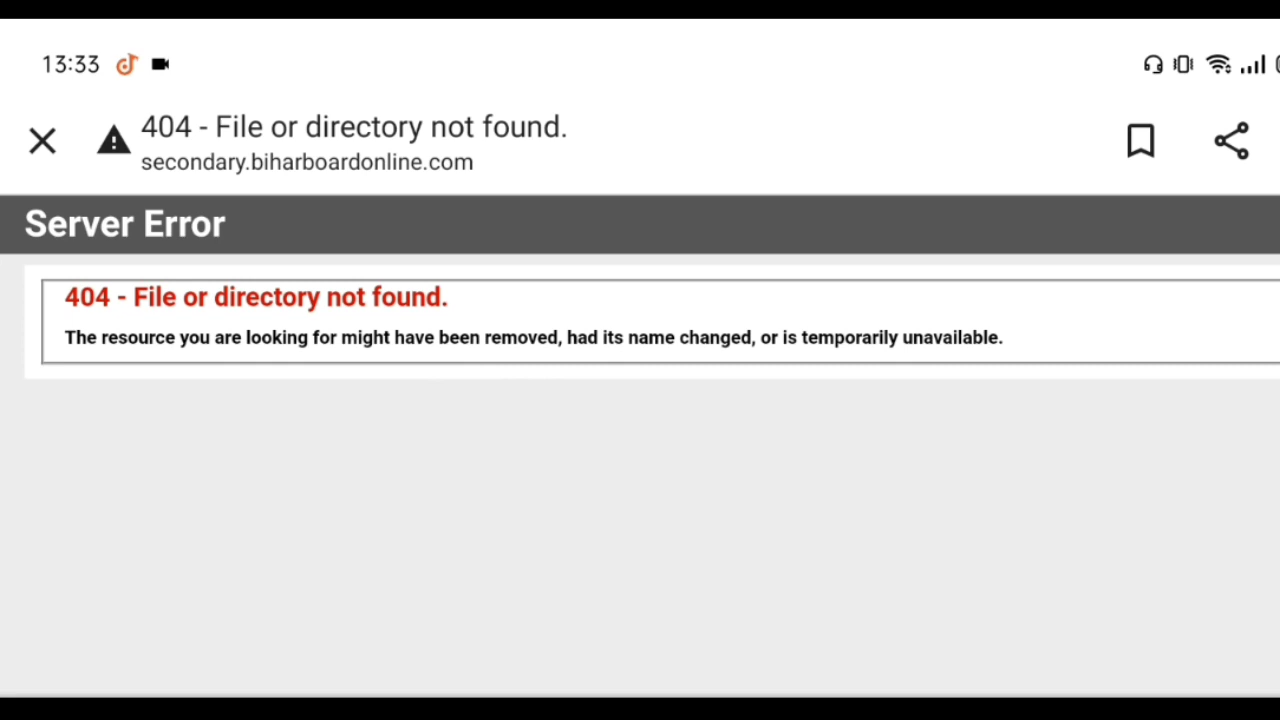 13:33
404 - File or directory not found.
secondary.biharboardonline.com
Server Error
404 - File or directory not found.
The resource you are looking for might have been removed, had its name changed, or is temporarily unavailable.